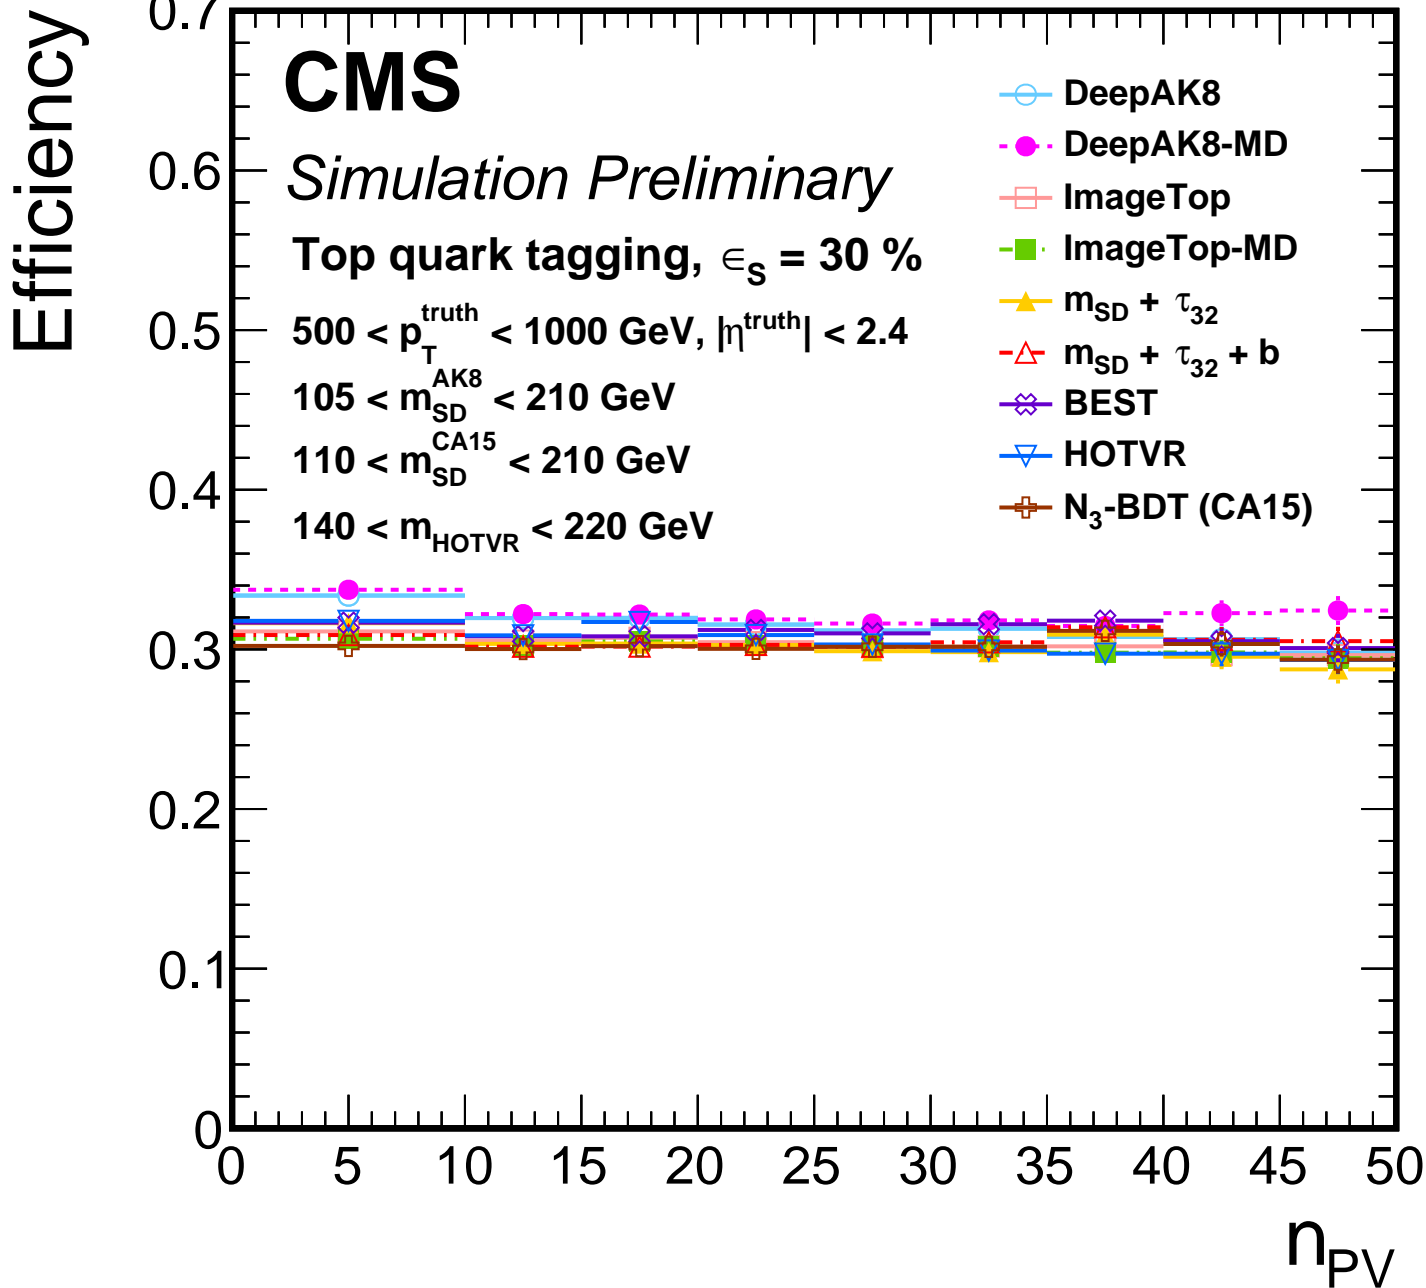 Efficiency
0.7
0.6
0.5
0.4
0.3
0.2
0.1
0
CMS
Simulation Preliminary
Top quark tagging, ∈S = 30 %
500 < pTtruth < 1000 GeV, |ηtruth| < 2.4
105 < mSDAK8 < 210 GeV
110 < mSDCA15 < 210 GeV
140 < mHOTVR < 220 GeV
DeepAK8
DeepAK8-MD
ImageTop
ImageTop-MD
mSD + τ32
mSD + τ32 + b
BEST
HOTVR
N3-BDT (CA15)
0 5 10 15 20 25 30 35 40 45 50
nPV